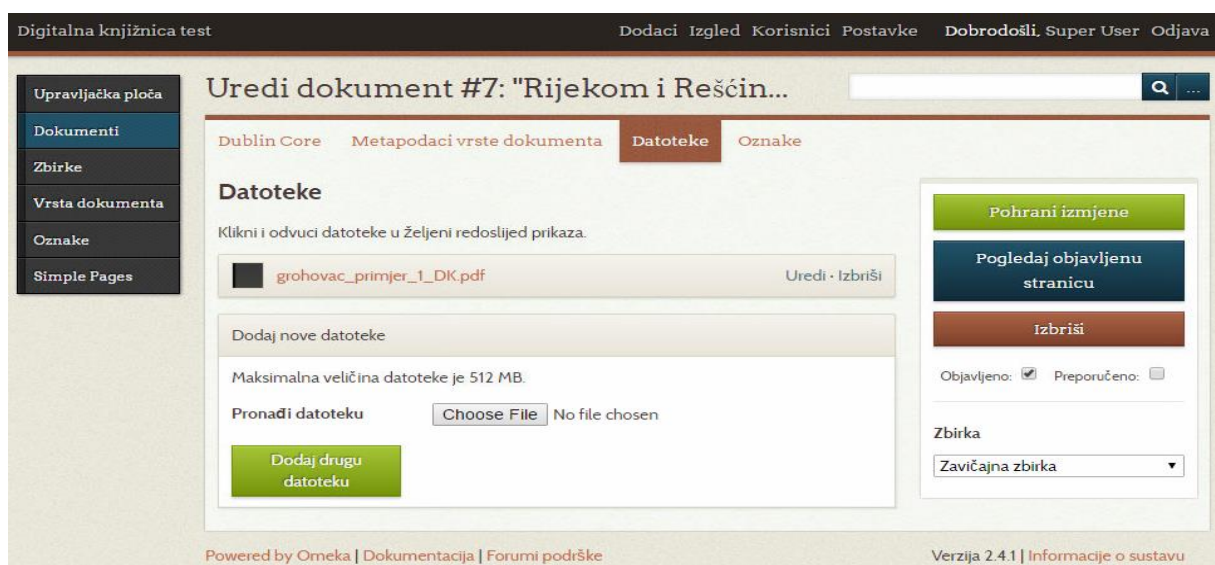 Digitalna knjižnica test Dodaci Izgled Korisnici Postavke Dobrodošli, Super User Odjava
Upravljačka ploča
Dokumenti
Zbirke
Vrsta dokumenta
Oznake
Simple Pages
Uredi dokument #7: "Rijekom i Rešćin...
...
Dublin Core Metapodaci vrste dokumenta Datoteke Oznake
Datoteke
Klikni i odvuci datoteke u željeni redoslijed prikaza.
grohovac_primjer_1_DK.pdf Uredi · Izbriši
Dodaj nove datoteke
Maksimalna veličina datoteke je 512 MB.
Pronađi datoteku Choose File No file chosen
Dodaj drugu
datoteku
Pohrani izmjene
Pogledaj objavljenu
stranicu
Izbriši
Objavljeno: Preporučeno:
Zbirka
Zavičajna zbirka
Powered by Omeka | Dokumentacija | Forumi podrške Verzija 2.4.1 | Informacije o sustavu